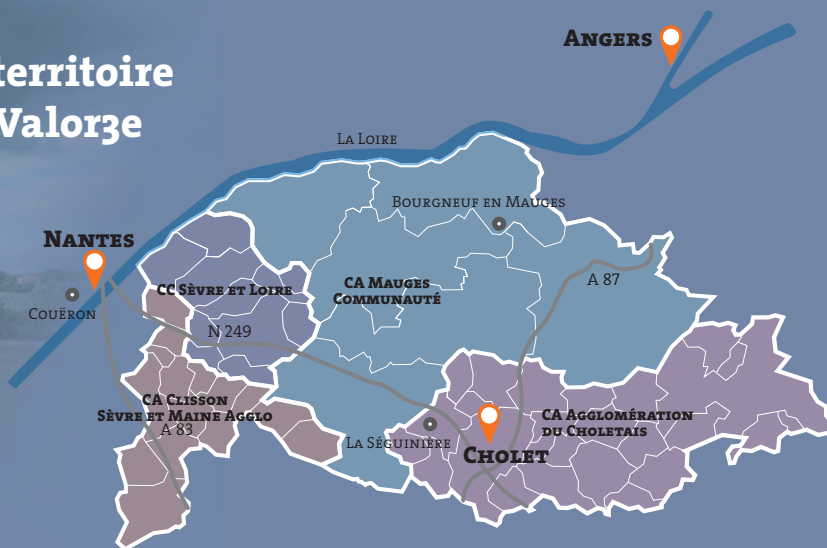 territoire
Valor3e
Angers
La Loire
Bourgneuf en Mauges
Nantes
CC Sèvre et Loire
CA Mauges
Communauté
A 87
Couëron
N 249
CA Clisson
Sèvre et Maine Agglo
A 83
CA Agglomération
du Choletais
La Séguinière
Cholet